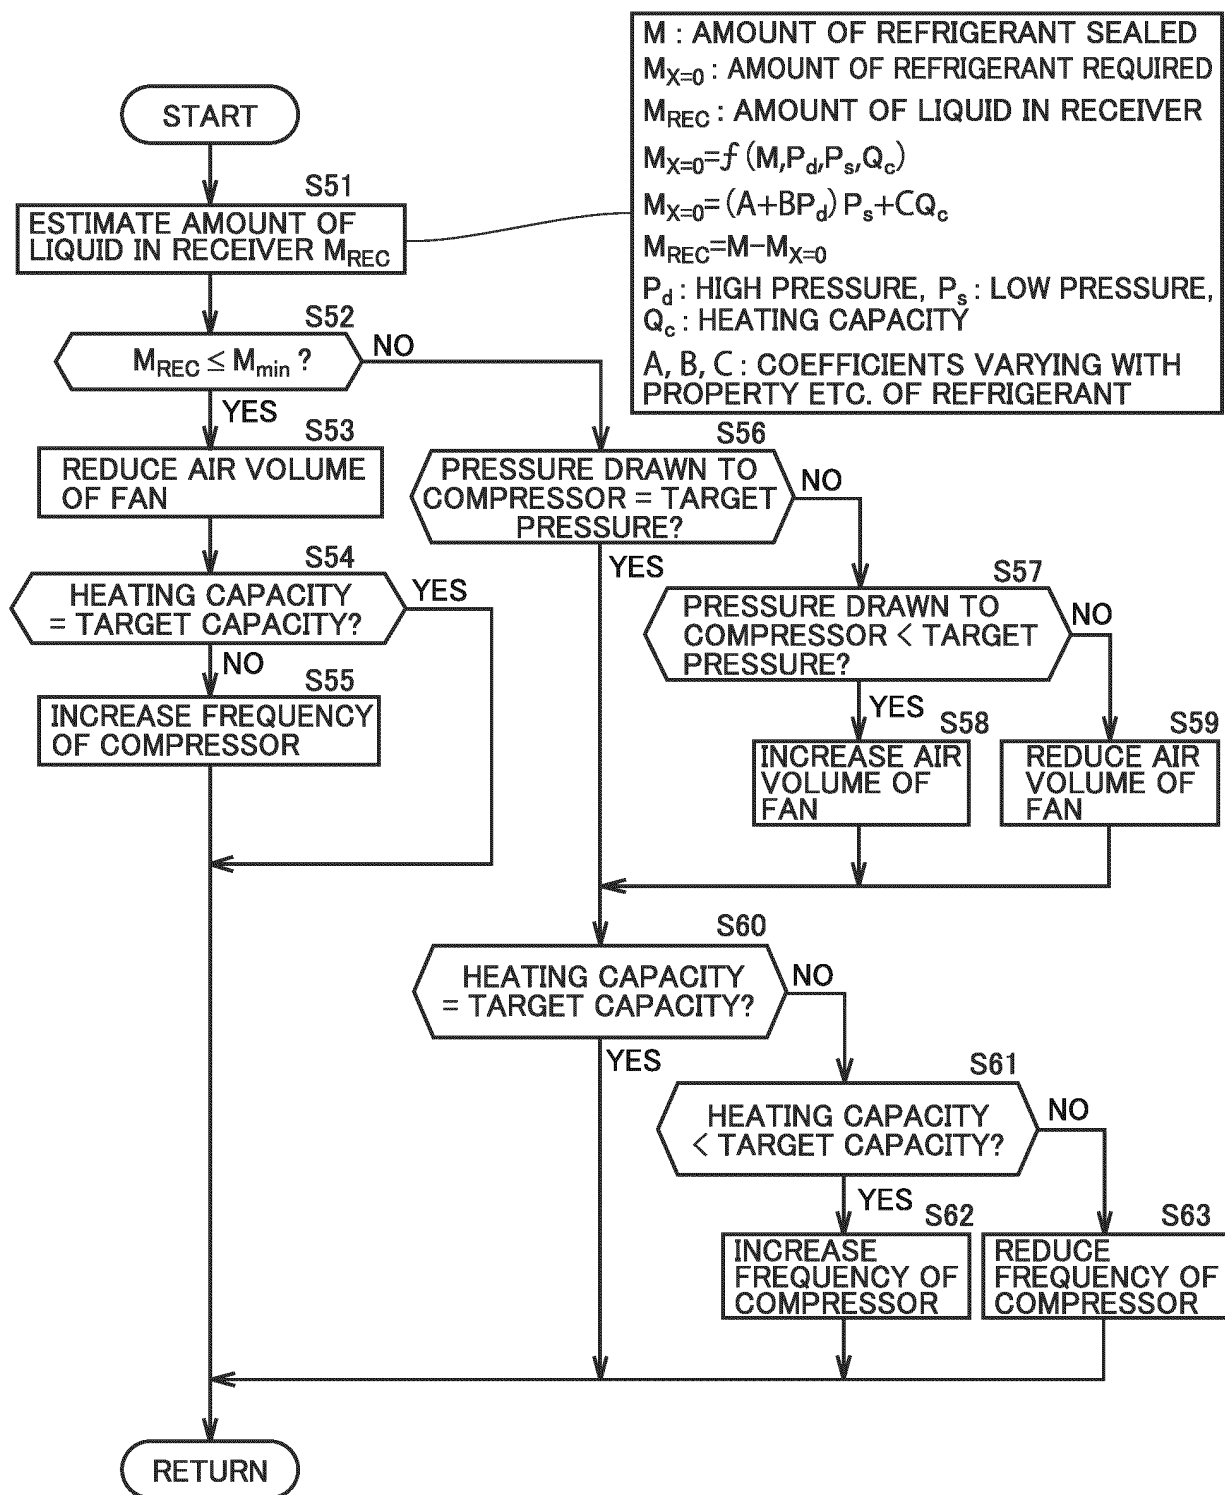 M : AMOUNT OF REFRIGERANT SEALED
M_X=0 : AMOUNT OF REFRIGERANT REQUIRED
M_REC : AMOUNT OF LIQUID IN RECEIVER
M_X=0=f (M,P_d,P_s,Q_c)
M_X=0=(A+BP_d) P_s+CQ_c
M_REC=M-M_X=0
P_d : HIGH PRESSURE, P_s : LOW PRESSURE,
Q_c : HEATING CAPACITY
A, B, C : COEFFICIENTS VARYING WITH
PROPERTY ETC. OF REFRIGERANT
START
S51
ESTIMATE AMOUNT OF
LIQUID IN RECEIVER M_REC
S52
M_REC ≤ M_min ?
NO
YES
S53
REDUCE AIR VOLUME
OF FAN
S54
HEATING CAPACITY
= TARGET CAPACITY?
YES
NO
S55
INCREASE FREQUENCY
OF COMPRESSOR
S56
PRESSURE DRAWN TO
COMPRESSOR = TARGET
PRESSURE?
NO
YES
S57
PRESSURE DRAWN TO
COMPRESSOR < TARGET
PRESSURE?
NO
YES
S58
INCREASE AIR
VOLUME OF
FAN
S59
REDUCE AIR
VOLUME OF
FAN
S60
HEATING CAPACITY
= TARGET CAPACITY?
NO
YES
S61
HEATING CAPACITY
< TARGET CAPACITY?
NO
YES
S62
INCREASE
FREQUENCY OF
COMPRESSOR
S63
REDUCE
FREQUENCY OF
COMPRESSOR
RETURN